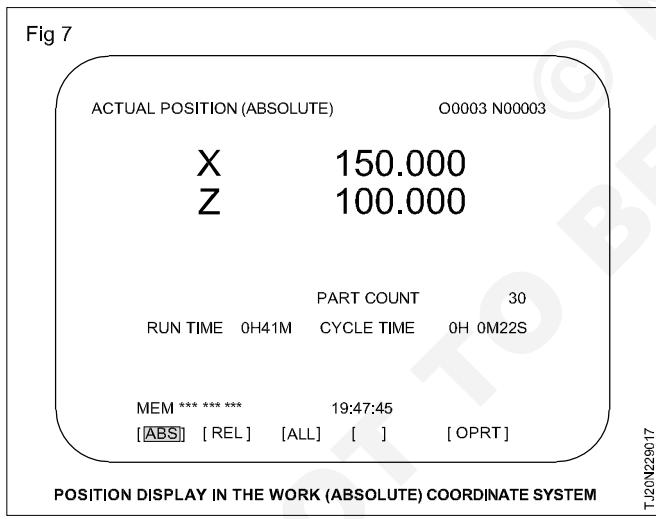 Fig 7
ACTUAL POSITION (ABSOLUTE) O0003 N00003
X 150.000
Z 100.000
PART COUNT 30
RUN TIME 0H41M CYCLE TIME 0H 0M22S
MEM *** *** *** 19:47:45
[ABS] [ REL ] [ALL] [ ] [ OPRT ]
TJ20N229017
POSITION DISPLAY IN THE WORK (ABSOLUTE) COORDINATE SYSTEM